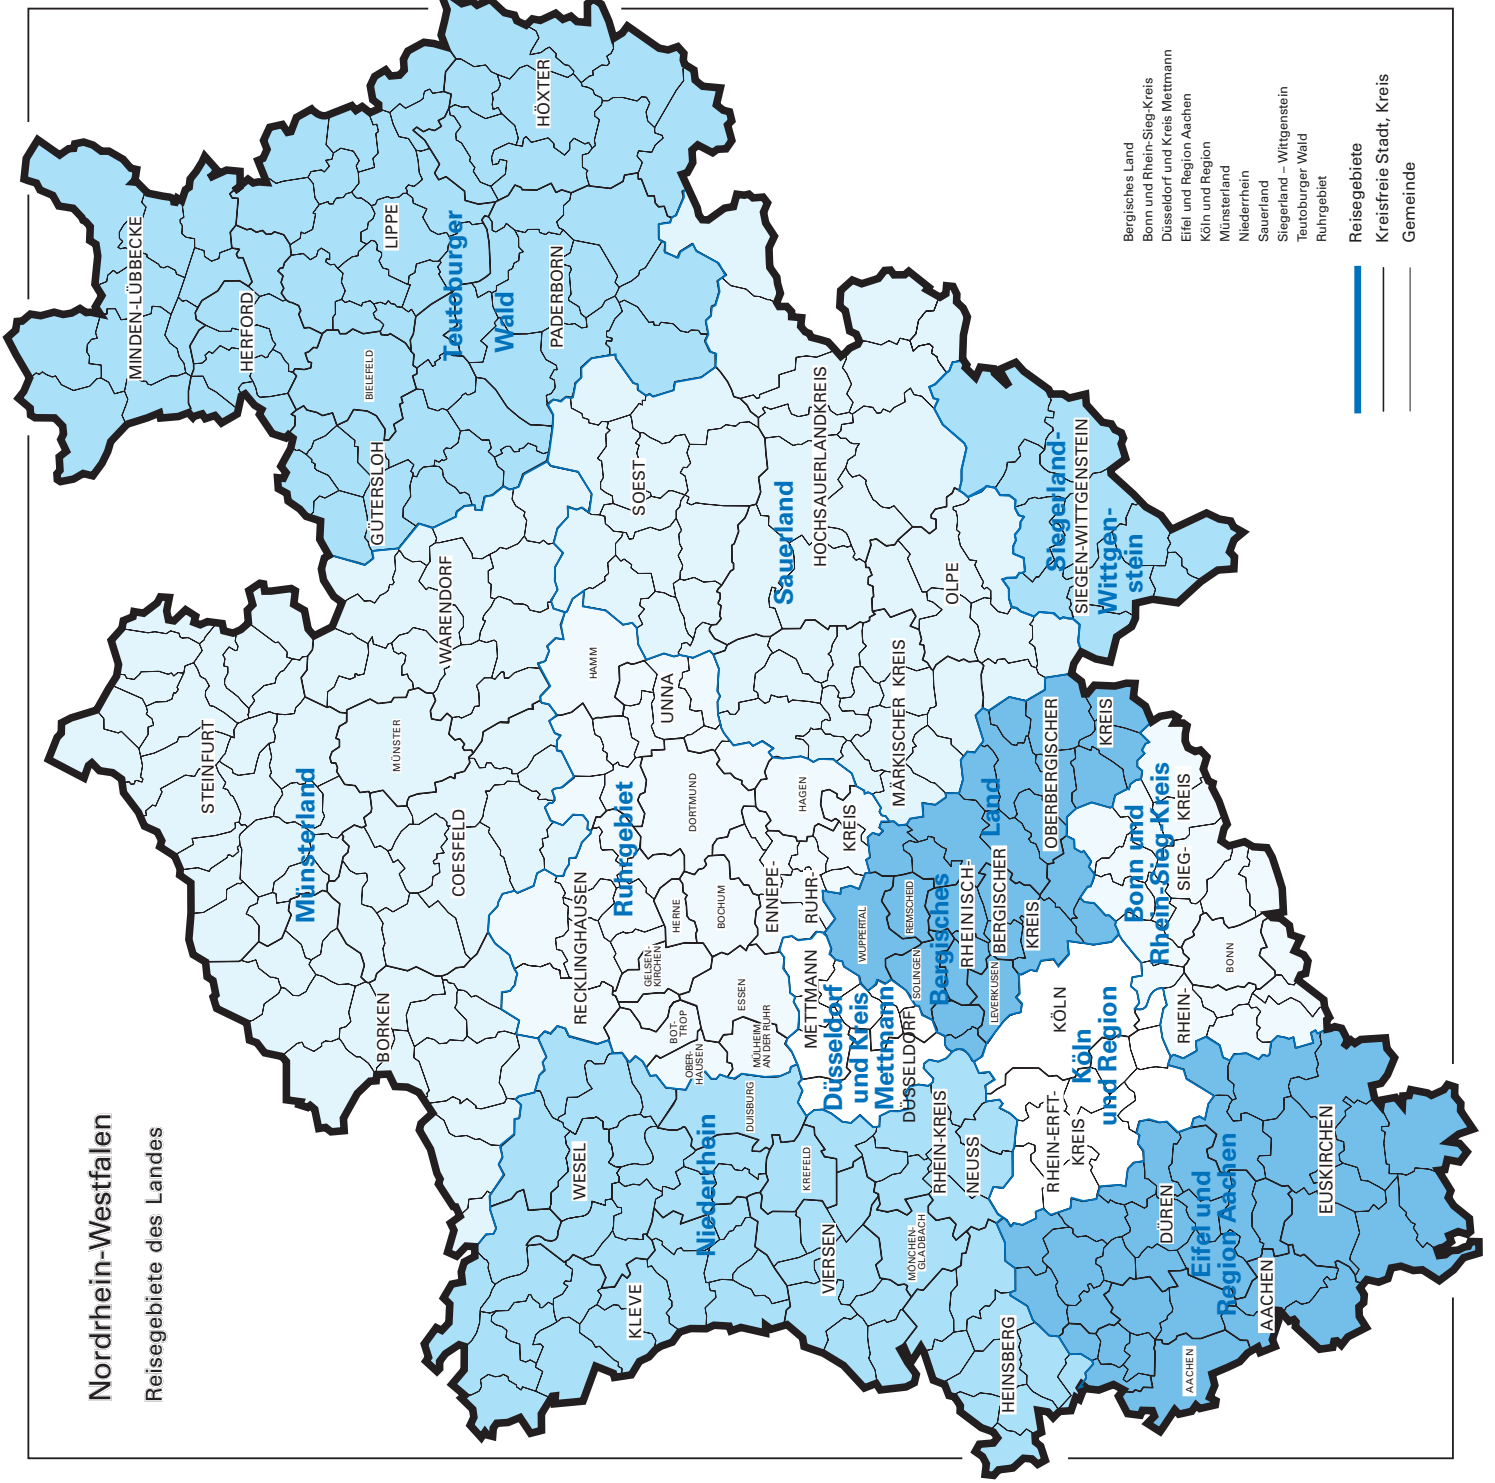 Nordrhein-Westfalen
Reisegebiete des Landes
STEINFURT
Münsterland
BORKEN
MÜNSTER
COESFELD
WARENDORF
MINDEN-LÜBBECKE
HERFORD
BIELEFELD
GÜTERSLOH
LIPPE
Teutoburger
Wald
HÖXTER
PADERBORN
KLEVE
WESEL
Niederrhein
DUISBURG
KREFELD
VIERSEN
MÖNCHEN-
GLADBACH
RHEIN-KREIS
NEUSS
HEINSBERG
RECKLINGHAUSEN
Ruhrgebiet
BOT-
TROP
OBER-
HAUSEN
GELSEN-
KIRCHEN
HERNE
BOCHUM
ESSEN
MÜLHEIM
AN DER RUHR
DORTMUND
HAMM
UNNA
HAGEN
ENNEPE-
RUHR-
KREIS
SOEST
Sauerland
HOCHSAUERLANDKREIS
MÄRKISCHER KREIS
OLPE
METTMANN
Düsseldorf
und Kreis
Mettmann
DÜSSELDORF
WUPPERTAL
REMSCHEID
SOLINGEN
Bergisches
Land
RHEINISCH-
BERGISCHER
KREIS
LEVERKUSEN
OBERBERGISCHER
KREIS
Siegerland-
SIEGEN-WITTGENSTEIN
Wittgen-
stein
KÖLN
Köln
und Region
RHEIN-ERFT-
KREIS
Bonn und
Rhein-Sieg-Kreis
RHEIN-
SIEG-
KREIS
BONN
DÜREN
Eifel und
Region Aachen
AACHEN
AACHEN
EUSKIRCHEN
Bergisches Land
Bonn und Rhein-Sieg-Kreis
Düsseldorf und Kreis Mettmann
Eifel und Region Aachen
Köln und Region
Münsterland
Niederrhein
Sauerland
Siegerland – Wittgenstein
Teutoburger Wald
Ruhrgebiet
Reisegebiete
Kreisfreie Stadt, Kreis
Gemeinde